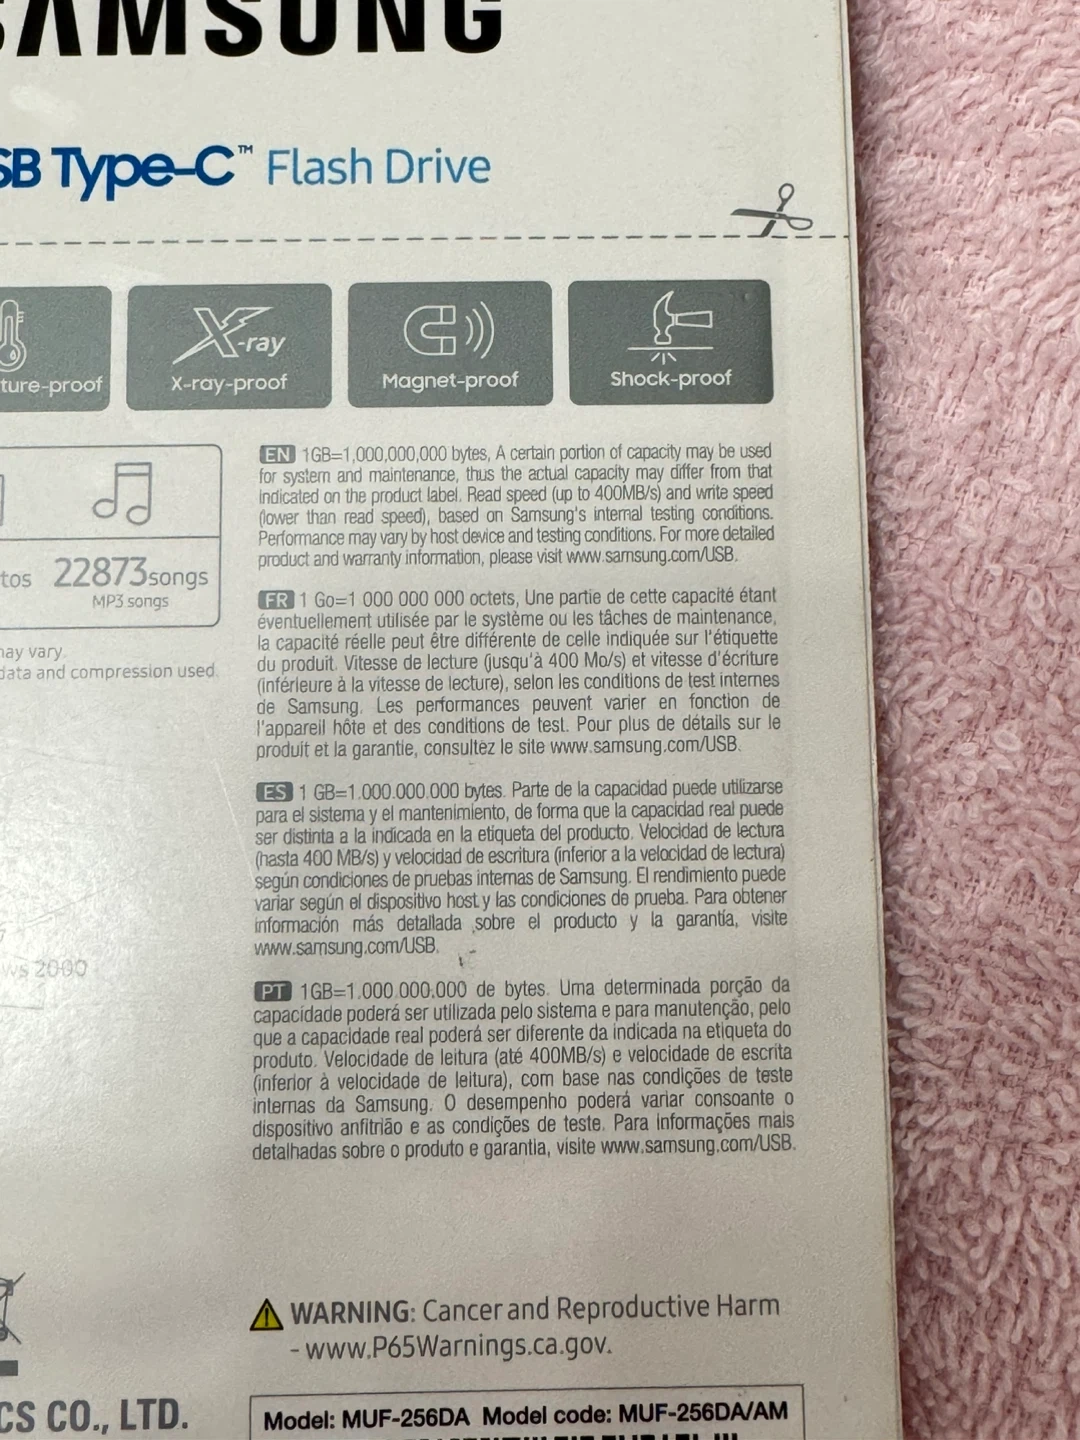 SAMSUNG
USB Type-C™ Flash Drive
X-ray
X-ray-proof
Magnet-proof
Shock-proof
EN 1GB=1,000,000,000 bytes, A certain portion of capacity may be used
for system and maintenance, thus the actual capacity may differ from that
indicated on the product label. Read speed (up to 400MB/s) and write speed
(lower than read speed), based on Samsung's internal testing conditions.
Performance may vary by host device and testing conditions. For more detailed
product and warranty information, please visit www.samsung.com/USB.
22873songs
MP3 songs
may vary.
data and compression used.
FR 1 Go=1 000 000 000 octets, Une partie de cette capacité étant
éventuellement utilisée par le système ou les tâches de maintenance,
la capacité réelle peut être différente de celle indiquée sur l'étiquette
du produit. Vitesse de lecture (jusqu'à 400 Mo/s) et vitesse d'écriture
(inférieure à la vitesse de lecture), selon les conditions de test internes
de Samsung. Les performances peuvent varier en fonction de
l'appareil hôte et des conditions de test. Pour plus de détails sur le
produit et la garantie, consultez le site www.samsung.com/USB.
ES 1 GB=1.000.000.000 bytes. Parte de la capacidad puede utilizarse
para el sistema y el mantenimiento, de forma que la capacidad real puede
ser distinta a la indicada en la etiqueta del producto. Velocidad de lectura
(hasta 400 MB/s) y velocidad de escritura (inferior a la velocidad de lectura)
según condiciones de pruebas internas de Samsung. El rendimiento puede
variar según el dispositivo host y las condiciones de prueba. Para obtener
información más detallada sobre el producto y la garantía, visite
www.samsung.com/USB.
2000
PT 1GB=1.000.000.000 de bytes. Uma determinada porção da
capacidade poderá ser utilizada pelo sistema e para manutenção, pelo
que a capacidade real poderá ser diferente da indicada na etiqueta do
produto. Velocidade de leitura (até 400MB/s) e velocidade de escrita
(inferior à velocidade de leitura), com base nas condições de teste
internas da Samsung. O desempenho poderá variar consoante o
dispositivo anfitrião e as condições de teste. Para informações mais
detalhadas sobre o produto e garantia, visite www.samsung.com/USB.
WARNING: Cancer and Reproductive Harm
- www.P65Warnings.ca.gov.
CS CO., LTD.
Model: MUF-256DA Model code: MUF-256DA/AM